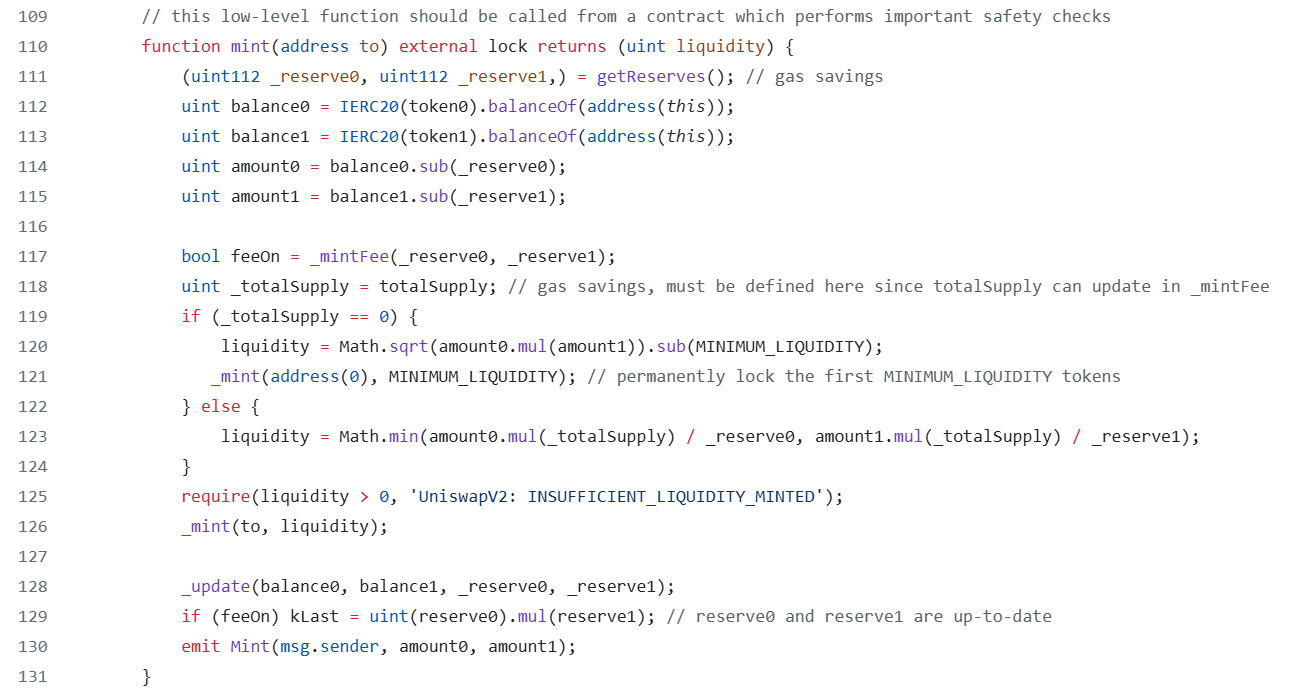 109 // this low-level function should be called from a contract which performs important safety checks
110 function mint(address to) external lock returns (uint liquidity) {
111 (uint112 _reserve0, uint112 _reserve1,) = getReserves(); // gas savings
112 uint balance0 = IERC20(token0).balanceOf(address(this));
113 uint balance1 = IERC20(token1).balanceOf(address(this));
114 uint amount0 = balance0.sub(_reserve0);
115 uint amount1 = balance1.sub(_reserve1);
116
117 bool feeOn = _mintFee(_reserve0, _reserve1);
118 uint _totalSupply = totalSupply; // gas savings, must be defined here since totalSupply can update in _mintFee
119 if (_totalSupply == 0) {
120 liquidity = Math.sqrt(amount0.mul(amount1)).sub(MINIMUM_LIQUIDITY);
121 _mint(address(0), MINIMUM_LIQUIDITY); // permanently lock the first MINIMUM_LIQUIDITY tokens
122 } else {
123 liquidity = Math.min(amount0.mul(_totalSupply) / _reserve0, amount1.mul(_totalSupply) / _reserve1);
124 }
125 require(liquidity > 0, 'UniswapV2: INSUFFICIENT_LIQUIDITY_MINTED');
126 _mint(to, liquidity);
127
128 _update(balance0, balance1, _reserve0, _reserve1);
129 if (feeOn) kLast = uint(reserve0).mul(reserve1); // reserve0 and reserve1 are up-to-date
130 emit Mint(msg.sender, amount0, amount1);
131 }